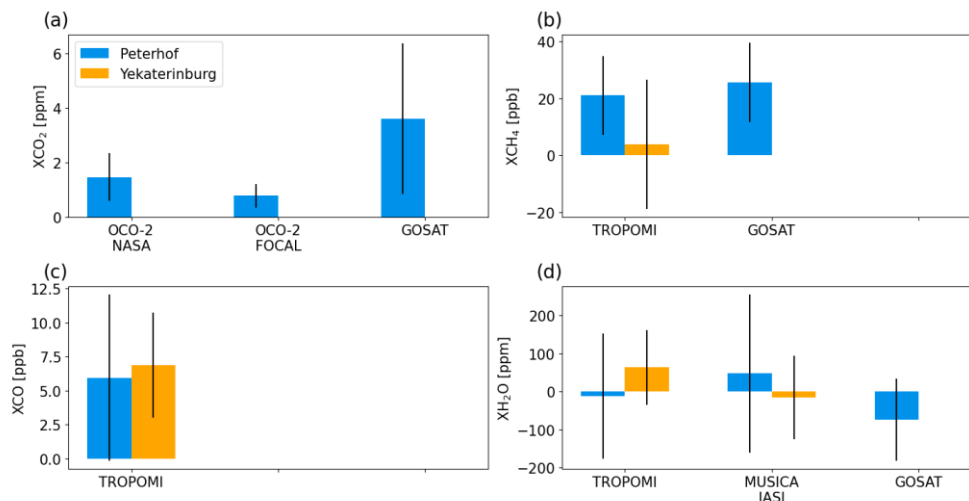 (a)
6
4
2
0
XCO₂ [ppm]
Peterhof
Yekaterinburg
OCO-2
NASA
OCO-2
FOCAL
GOSAT
(b)
40
20
0
−20
XCH₄ [ppb]
TROPOMI
GOSAT
(c)
12.5
10.0
7.5
5.0
2.5
0.0
XCO [ppb]
TROPOMI
(d)
200
100
0
−100
−200
XH₂O [ppm]
TROPOMI
MUSICA
IASI
GOSAT